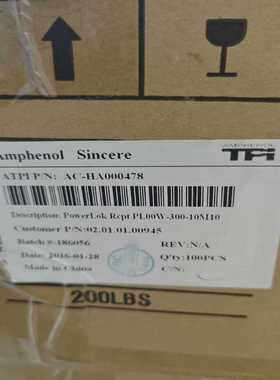 AMPHENOL
TPI
Amphenol Sincere
ATPI P/N: AC-HA000478
Description: PowerLok Rcpt PL00W-300-10M10
Customer P/N:02.01.01.00945
Batch #:186056 REV:N/A
Date: 2016-01-28 Q'ty:100PCS
Made in China C/N:
200LBS